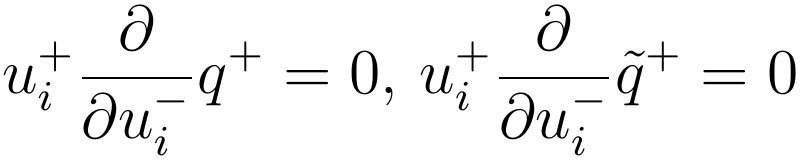 $u_i^+ \frac{\partial}{\partial u_i^-} q^+ = 0, \, u_i^+ \frac{\partial}{\partial u_i^-} \tilde{q}^+ = 0$